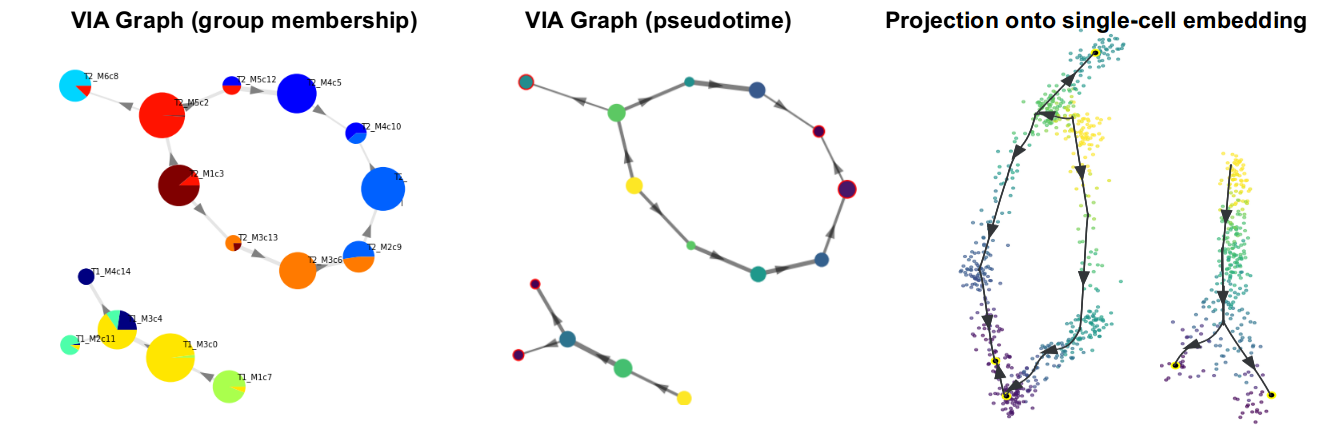 VIA Graph (group membership)
VIA Graph (pseudotime)
Projection onto single-cell embedding
T2_M6c8
T2_M5c12
T2_M4c5
T2_M5c2
T2_M4c10
T2_M1c3
T2_
T2_M3c13
T2_M2c9
T2_M3c6
T1_M4c14
T1_M3c4
T1_M2c11
T1_M3c0
T1_M1c7